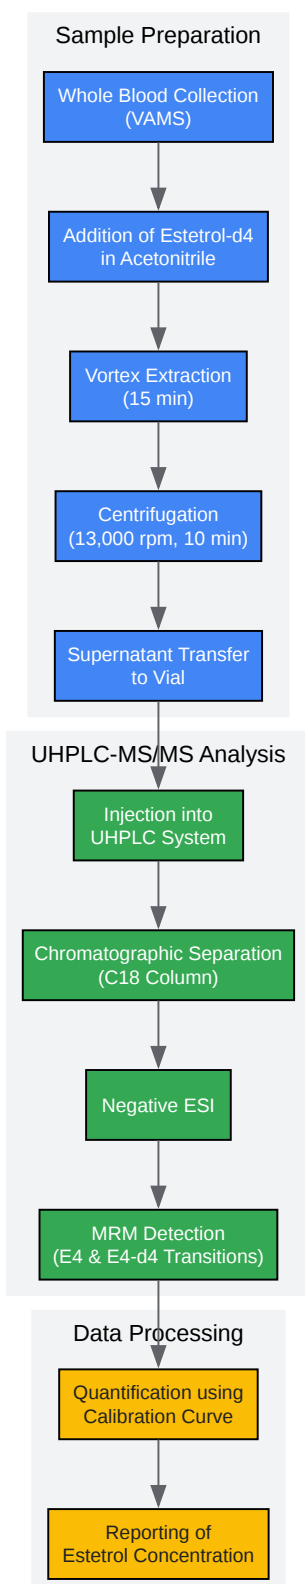 Sample Preparation
Whole Blood Collection
(VAMS)
Addition of Estetrol-d4
in Acetonitrile
Vortex Extraction
(15 min)
Centrifugation
(13,000 rpm, 10 min)
Supernatant Transfer
to Vial
UHPLC-MS/MS Analysis
Injection into
UHPLC System
Chromatographic Separation
(C18 Column)
Negative ESI
MRM Detection
(E4 & E4-d4 Transitions)
Data Processing
Quantification using
Calibration Curve
Reporting of
Estetrol Concentration